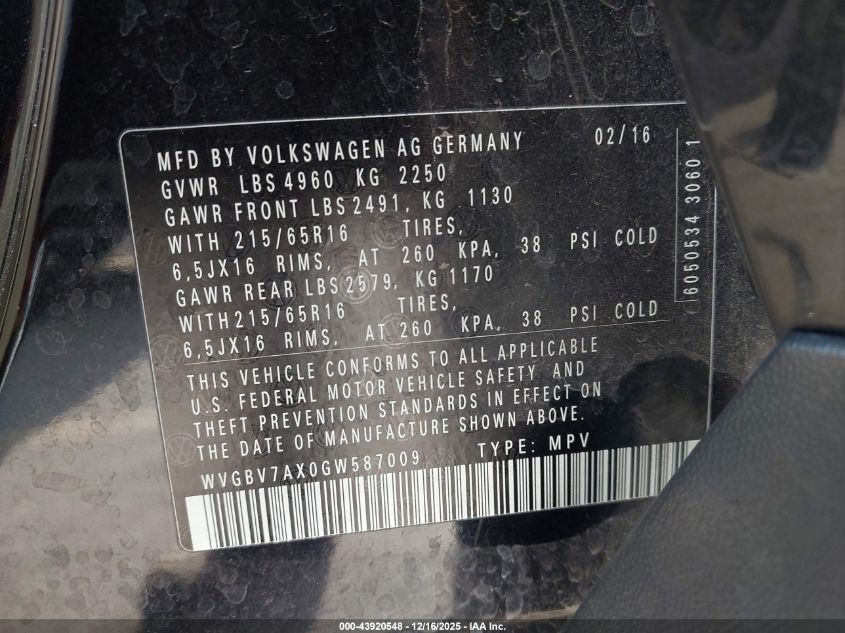 MFD BY VOLKSWAGEN AG GERMANY 02/16
GVWR LBS 4960 KG 2250
GAWR FRONT LBS 2491, KG 1130
WITH 215/65R16 TIRES,
6,5JX16 RIMS, AT 260 KPA, 38 PSI COLD
GAWR REAR LBS 2579, KG 1170
WITH 215/65R16 TIRES,
6,5JX16 RIMS, AT 260 KPA, 38 PSI COLD
THIS VEHICLE CONFORMS TO ALL APPLICABLE
U.S. FEDERAL MOTOR VEHICLE SAFETY AND
THEFT PREVENTION STANDARDS IN EFFECT ON
THE DATE OF MANUFACTURE SHOWN ABOVE.
WVGBV7AX0GW587009 TYPE: MPV
6050534 3060 1
000-43920548 - 12/16/2025 - IAA Inc.